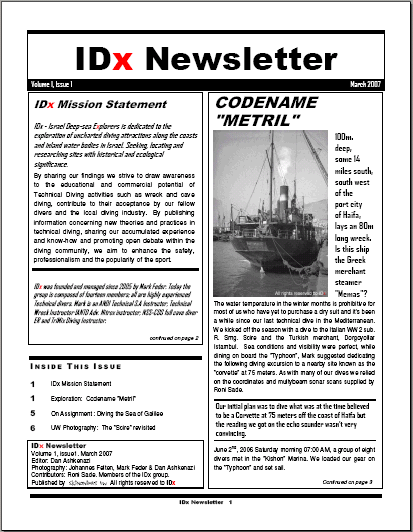 IDx Newsletter
Volume 1, Issue 1 March 2007
IDx Mission Statement
IDx - Israel Deep-sea Explorers is dedicated to the
exploration of uncharted diving attractions along the coasts
and inland water bodies in Israel. Seeking, locating and
researching sites with historical and ecological
significance.
By sharing our findings we strive to draw awareness
to the educational and commercial potential of
Technical Diving activities such as wreck and cave
diving, contribute to their acceptance by our fellow
divers and the local diving industry. By publishing
information concerning new theories and practices in
technical diving, sharing our accumulated experience
and know-how and promoting open debate within the
diving community, we aim to enhance the safety,
professionalism and the popularity of the sport.
IDx was founded and managed since 2005 by Mark Feder. Today the
group is composed of fourteen members; all are highly experienced
Technical divers. Mark is an ANDI Technical S.A Instructor; Technical
Wreck Instructor IANTD Adv. Nitrox Instructor, NSS-CDS full cave diver
ER and TriMix Diving Instructor.
continued on page 2
INSIDE THIS ISSUE
1 IDx Mission Statement
1 Exploration: Codename "Metril"
5 On Assignment: Diving the Sea of Galilee
6 UW Photography: The "Scire" revisited
IDx Newsletter
Volume 1, issue1, March 2007
Editor: Dan Ashkenazi
Photography: Johannes Felten, Mark Feder & Dan Ashkenazi
Contributors: Roni Sade, Members of the IDx group.
Published by All rights reserved to IDx
CODENAME
"METRIL"
100m.
deep,
some 14
miles south,
south west
of the
port city
of Haifa,
lays an 80m
long wreck.
Is this ship
the Greek
merchant
steamer
"Memas"?
All rights reserved to ID
The water temperature in the winter months is prohibitive for
most of us who have yet to purchase a dry suit and it's been
a while since our last technical dive in the Mediterranean.
We kicked off the season with a dive to the Italian WW2 sub.
R. Smg. Scire and the Turkish merchant, Dorpcyolar
Istambul. Sea conditions and visibility were perfect, while
dining on board the "Typhoon", Mark suggested dedicating
the following diving excursion to a nearby site known as the
"corvette" at 75 meters. As with many of our dives we relied
on the coordinates and multybeam sonar scans supplied by
Roni Sade.
Our initial plan was to dive what was at the time believed
to be a Corvette at 75 meters off the coast of Haifa but
the reading we got on the echo sounder wasn't very
convincing.
June 2nd, 2006 Saturday morning 07:00 AM, a group of eight
divers met in the "Kishon" Marina. We loaded our gear on
the "Typhoon" and set sail.
Continued on page 3
IDx Newsletter 1